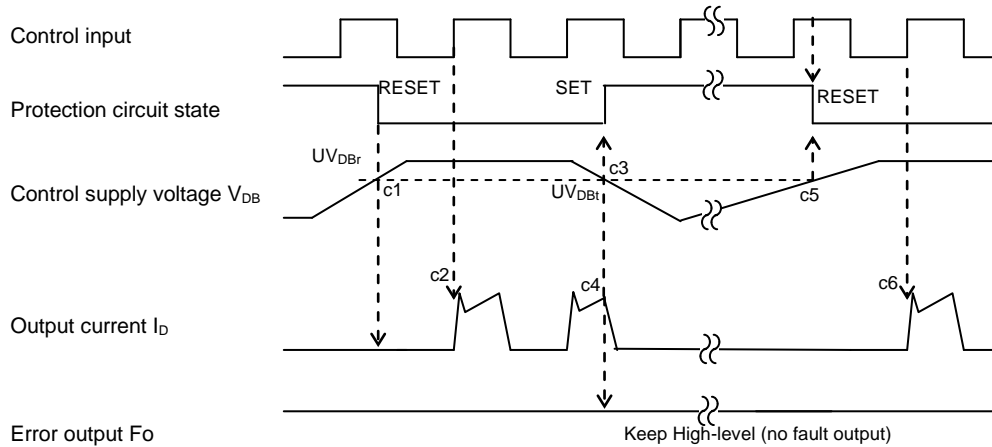 Control input
Protection circuit state
RESET
SET
RESET
UVDBr
c1
c3
UVDBt
c5
Control supply voltage VDB
c2
c4
c6
Output current ID
Error output Fo
Keep High-level (no fault output)